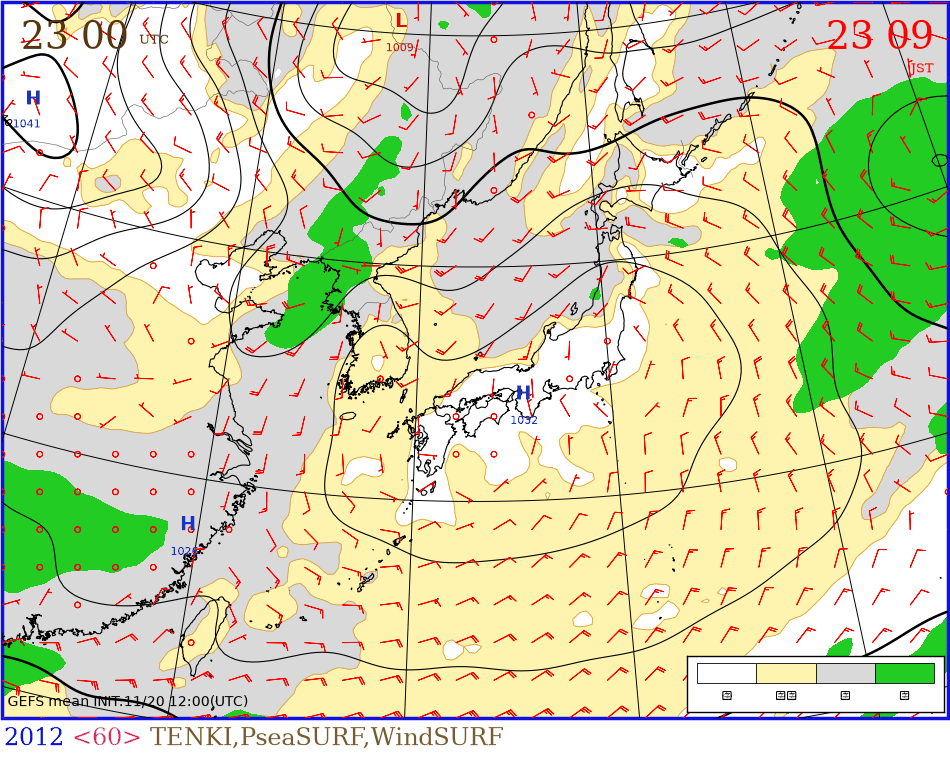 23 00 UTC
23 09
JST
L
1009
H
1041
H
1032
H
GEFS mean INIT:11/20 12:00(UTC)
2012 <60> TENKI,PseaSURF,WindSURF